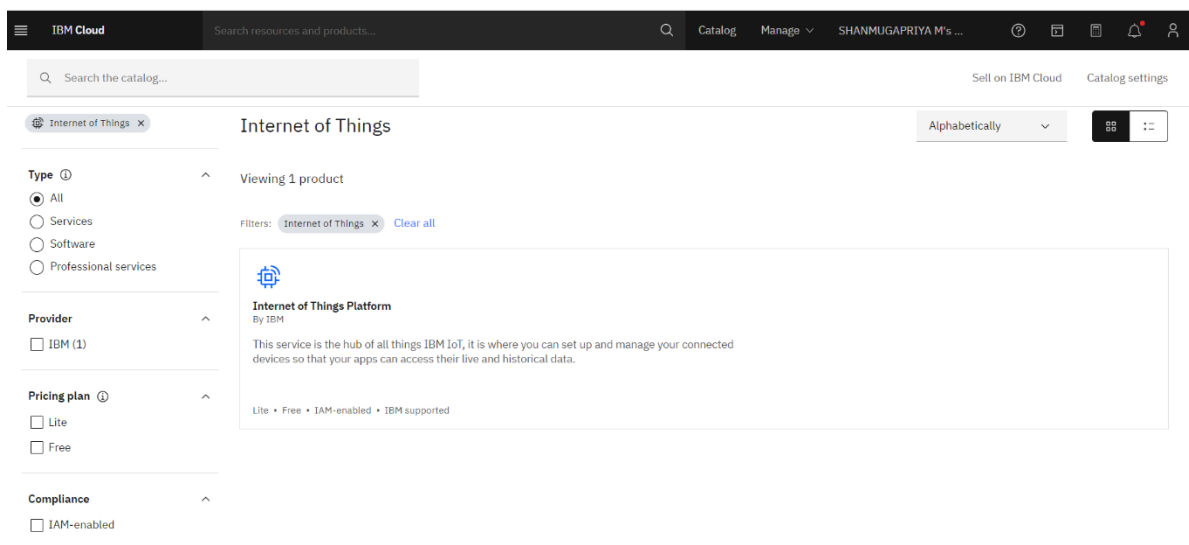 IBM Cloud
Search resources and products...
Catalog
Manage
SHANMUGAPRIYA M's ...
Search the catalog...
Sell on IBM Cloud
Catalog settings
Internet of Things
Type
All
Services
Software
Professional services
Provider
IBM (1)
Pricing plan
Lite
Free
Compliance
IAM-enabled
Internet of Things
Alphabetically
Viewing 1 product
Filters: Internet of Things Clear all
Internet of Things Platform
By IBM
This service is the hub of all things IBM IoT, it is where you can set up and manage your connected
devices so that your apps can access their live and historical data.
Lite • Free • IAM-enabled • IBM supported